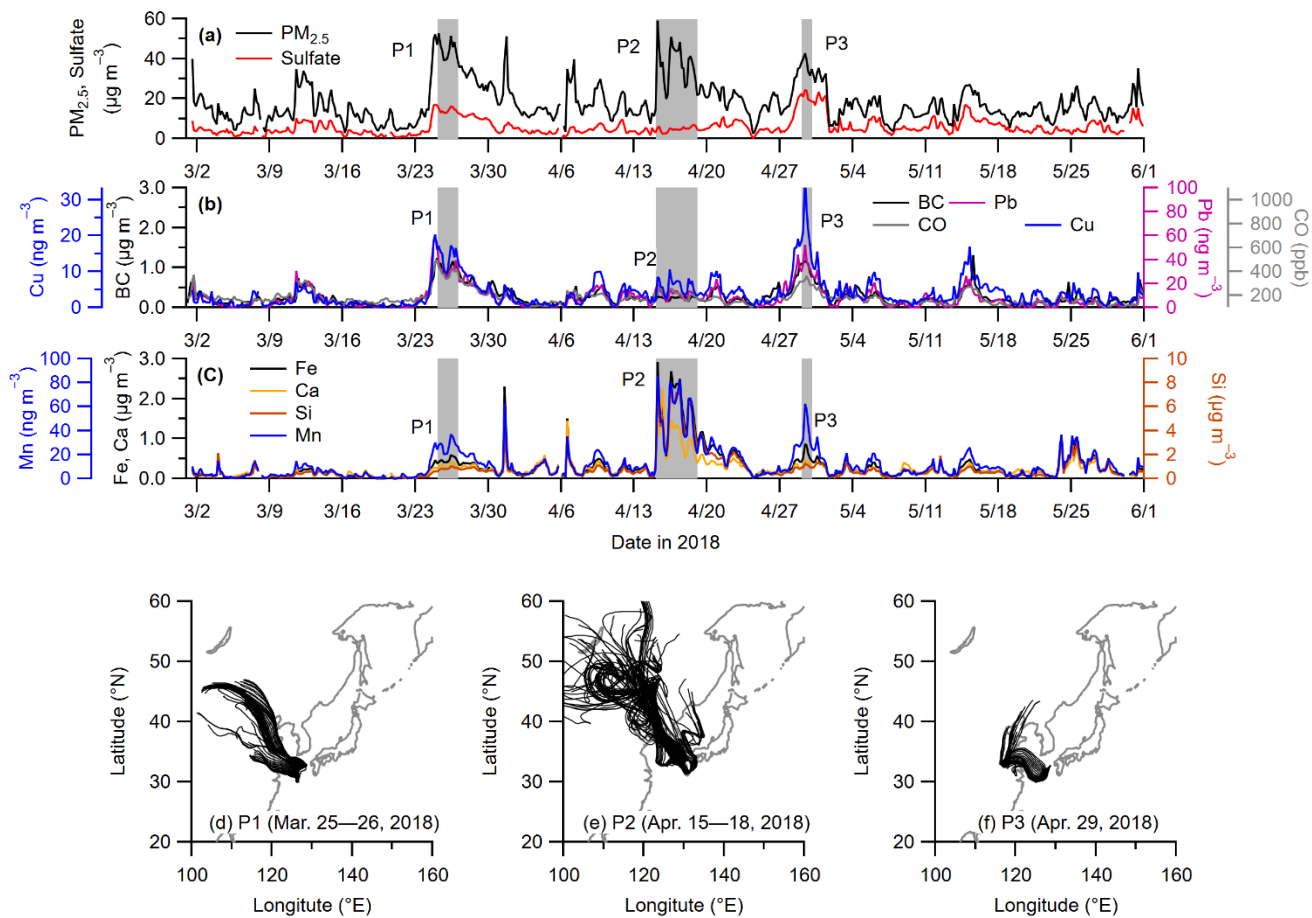 (a)
PM2.5
Sulfate
P1
P2
P3
PM2.5, Sulfate
(µg m−3)
60
40
20
0
3/2 3/9 3/16 3/23 3/30 4/6 4/13 4/20 4/27 5/4 5/11 5/18 5/25 6/1
(b)
BC Pb
CO Cu
P1
P2
P3
Cu (ng m−3)
30
20
10
0
BC (µg m−3)
3.0
2.0
1.0
0.0
Pb (ng m−3)
100
80
60
40
20
0
CO (ppb)
1000
800
600
400
200
3/2 3/9 3/16 3/23 3/30 4/6 4/13 4/20 4/27 5/4 5/11 5/18 5/25 6/1
(C)
Fe
Ca
Si
Mn
P1
P2
P3
Mn (ng m−3)
100
80
60
40
20
0
Fe, Ca (µg m−3)
3.0
2.0
1.0
0.0
Si (µg m−3)
10
8
6
4
2
0
3/2 3/9 3/16 3/23 3/30 4/6 4/13 4/20 4/27 5/4 5/11 5/18 5/25 6/1
Date in 2018
Latitude (°N)
60
50
40
30
20
(d) P1 (Mar. 25—26, 2018)
100 120 140 160
Longitute (°E)
Latitude (°N)
60
50
40
30
20
(e) P2 (Apr. 15—18, 2018)
100 120 140 160
Longitute (°E)
Latitude (°N)
60
50
40
30
20
(f) P3 (Apr. 29, 2018)
100 120 140 160
Longitude (°E)